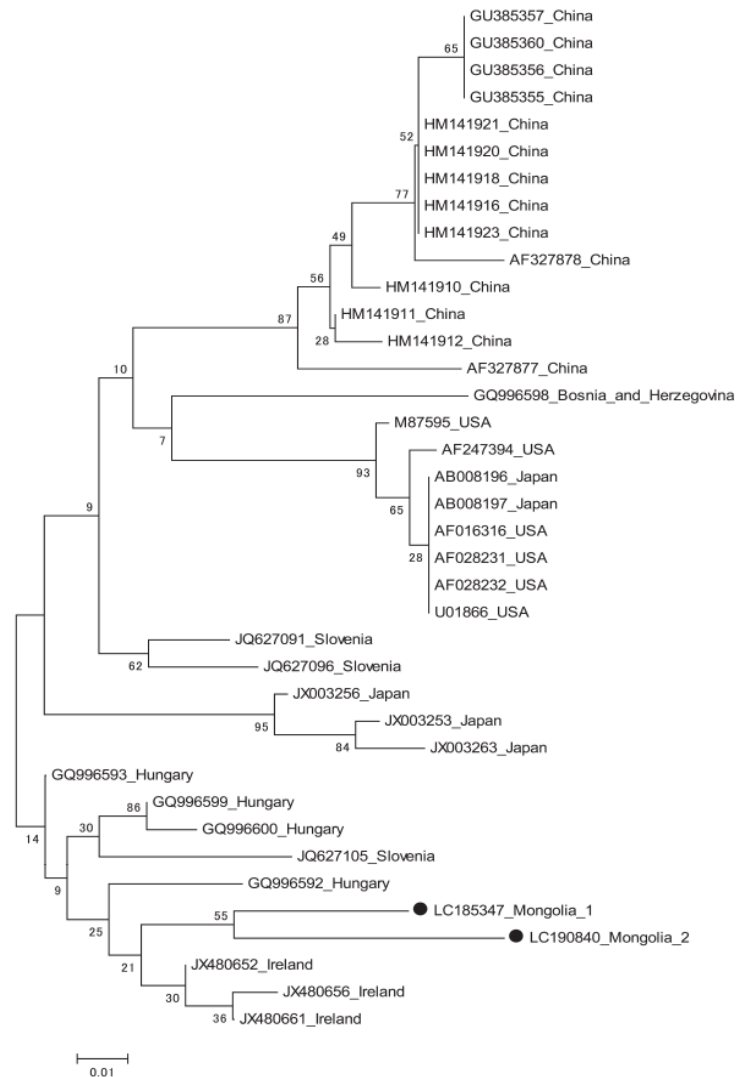 GU385357_China
65
GU385360_China
GU385356_China
GU385355_China
HM141921_China
52
HM141920_China
HM141918_China
77
HM141916_China
HM141923_China
49
AF327878_China
56
HM141910_China
87
HM141911_China
28
HM141912_China
10
AF327877_China
GQ996598_Bosnia_and_Herzegovina
7
M87595_USA
93
AF247394_USA
AB008196_Japan
65
AB008197_Japan
9
AF016316_USA
28
AF028231_USA
AF028232_USA
U01866_USA
JQ627091_Slovenia
62
JQ627096_Slovenia
JX003256_Japan
95
JX003253_Japan
84
JX003263_Japan
GQ996593_Hungary
86
GQ996599_Hungary
30
GQ996600_Hungary
14
JQ627105_Slovenia
9
GQ996592_Hungary
25
55
LC185347_Mongolia_1
LC190840_Mongolia_2
21
JX480652_Ireland
30
JX480656_Ireland
36
JX480661_Ireland
0.01